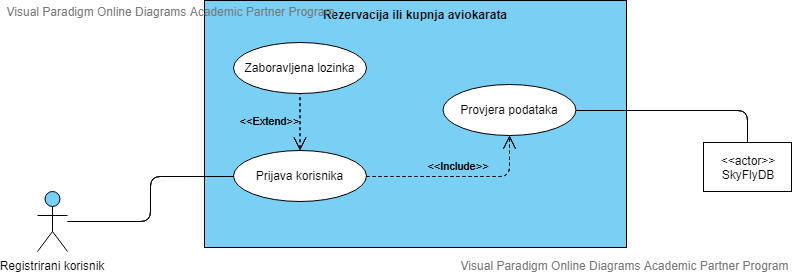 Visual Paradigm Online Diagrams Academic Partner Program
Rezervacija ili kupnja aviokarata
Zaboravljena lozinka
<<Extend>>
Provjera podataka
<<Include>>
Prijava korisnika
<<actor>>
SkyFlyDB
Registrirani korisnik
Visual Paradigm Online Diagrams Academic Partner Program